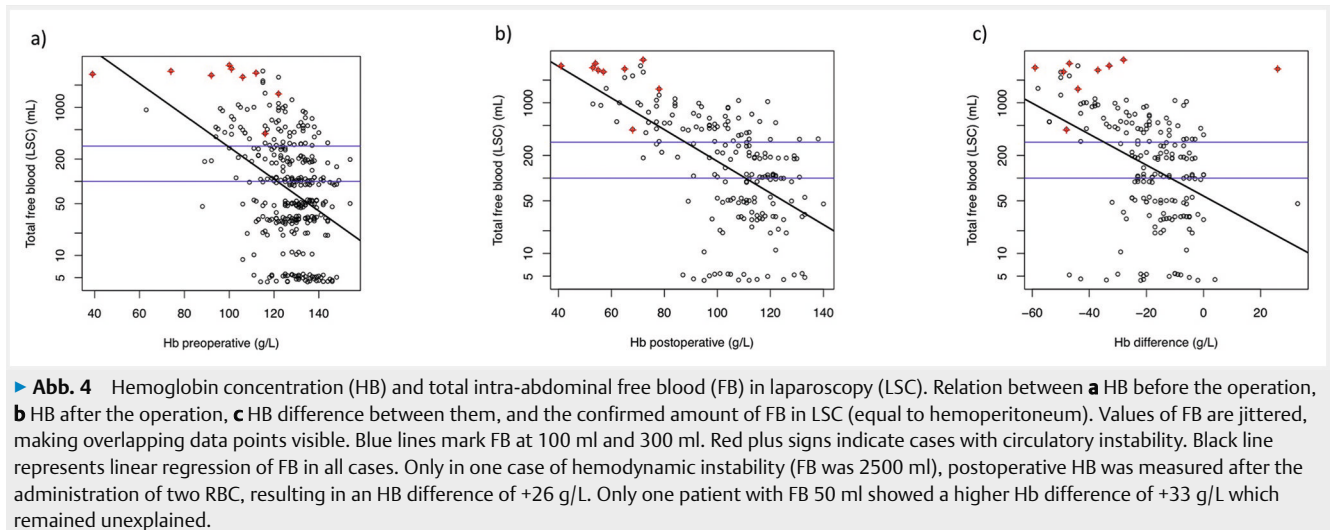 a)
Total free blood (LSC) (mL)
1000
200
50
10
5
40 60 80 100 120 140
Hb preoperative (g/L)
b)
Total free blood (LSC) (mL)
1000
200
50
10
5
40 60 80 100 120 140
Hb postoperative (g/L)
c)
Total free blood (LSC) (mL)
1000
200
50
10
5
−60 −40 −20 0 20
Hb difference (g/L)
▶ Abb. 4 Hemoglobin concentration (HB) and total intra-abdominal free blood (FB) in laparoscopy (LSC). Relation between a HB before the operation,
b HB after the operation, c HB difference between them, and the confirmed amount of FB in LSC (equal to hemoperitoneum). Values of FB are jittered,
making overlapping data points visible. Blue lines mark FB at 100 ml and 300 ml. Red plus signs indicate cases with circulatory instability. Black line
represents linear regression of FB in all cases. Only in one case of hemodynamic instability (FB was 2500 ml), postoperative HB was measured after the
administration of two RBC, resulting in an HB difference of +26 g/L. Only one patient with FB 50 ml showed a higher Hb difference of +33 g/L which
remained unexplained.